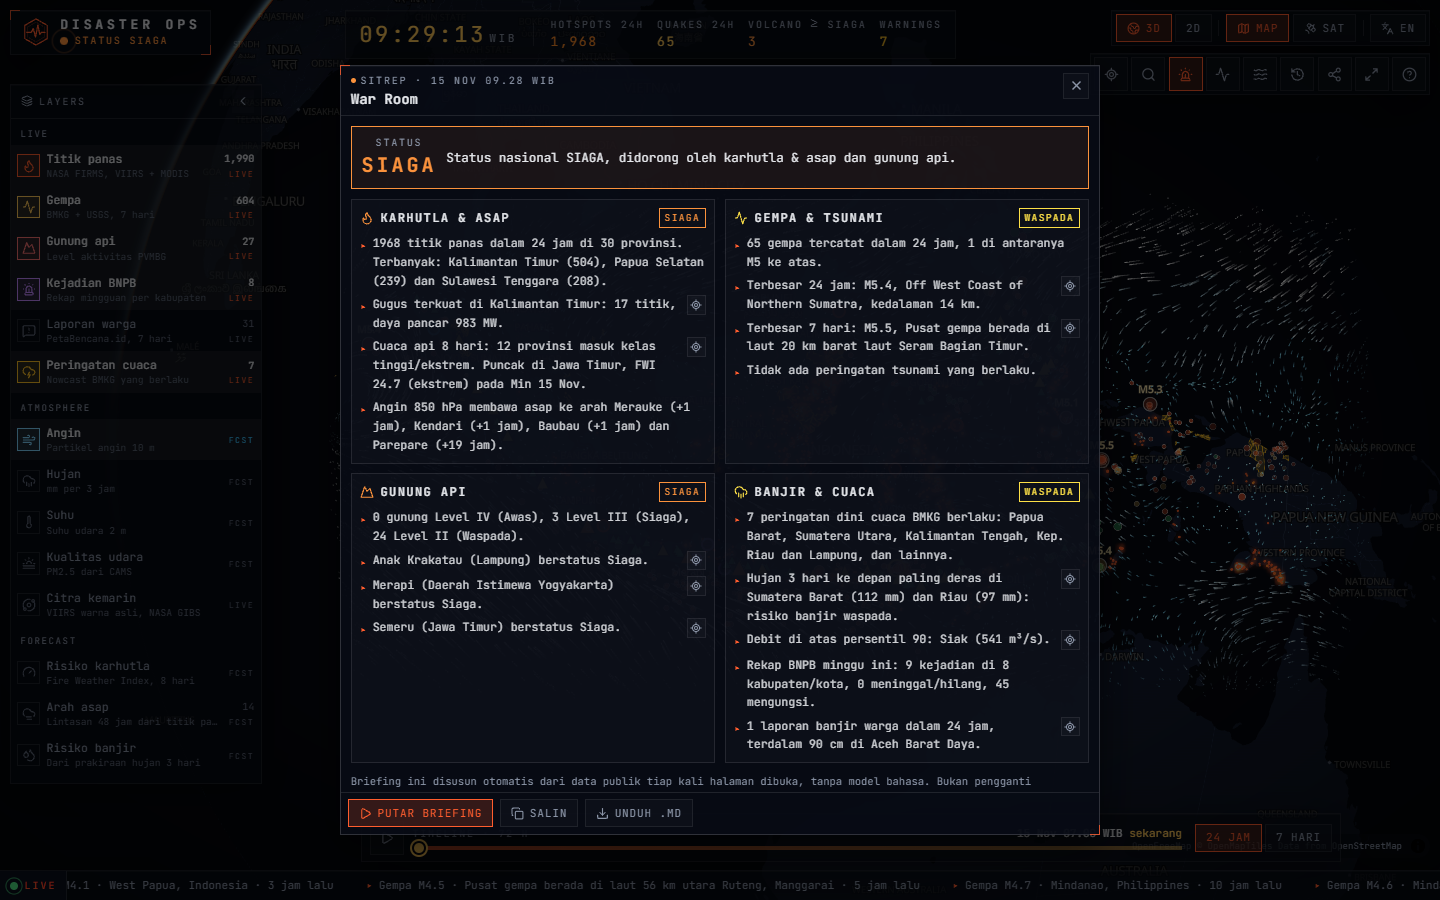 DISASTER OPS
STATUS SIAGA
09:29:13 WIB
HOTSPOTS 24H
1,968
QUAKES 24H
65
VOLCANO ≥ SIAGA
3
WARNINGS
7
3D
2D
MAP
SAT
EN
LAYERS
LIVE
Titik panas 1,990
NASA FIRMS, VIIRS + MODIS LIVE
Gempa 604
BMKG + USGS, 7 hari LIVE
Gunung api 27
Level aktivitas PVMBG LIVE
Kejadian BNPB 8
Rekap mingguan per kabupaten LIVE
Laporan warga 31
PetaBencana.id, 7 hari LIVE
Peringatan cuaca 7
Nowcast BMKG yang berlaku LIVE
ATMOSPHERE
Angin
Partikel angin 10 m FCST
Hujan
mm per 3 jam FCST
Suhu
Suhu udara 2 m FCST
Kualitas udara
PM2.5 dari CAMS FCST
Citra kemarin
VIIRS warna asli, NASA GIBS LIVE
FORECAST
Risiko karhutla
Fire Weather Index, 8 hari FCST
Arah asap 14
Lintasan 48 jam dari titik pa… FCST
Risiko banjir
Dari prakiraan hujan 3 hari FCST
SITREP · 15 NOV 09.28 WIB
War Room
STATUS
SIAGA
Status nasional SIAGA, didorong oleh karhutla & asap dan gunung api.
KARHUTLA & ASAP SIAGA
1968 titik panas dalam 24 jam di 30 provinsi.
Terbanyak: Kalimantan Timur (504), Papua Selatan
(239) dan Sulawesi Tenggara (208).
Gugus terkuat di Kalimantan Timur: 17 titik,
daya pancar 983 MW.
Cuaca api 8 hari: 12 provinsi masuk kelas
tinggi/ekstrem. Puncak di Jawa Timur, FWI
24.7 (ekstrem) pada Min 15 Nov.
Angin 850 hPa membawa asap ke arah Merauke (+1
jam), Kendari (+1 jam), Baubau (+1 jam) dan
Parepare (+19 jam).
GEMPA & TSUNAMI WASPADA
65 gempa tercatat dalam 24 jam, 1 di antaranya
M5 ke atas.
Terbesar 24 jam: M5.4, Off West Coast of
Northern Sumatra, kedalaman 14 km.
Terbesar 7 hari: M5.5, Pusat gempa berada di
laut 20 km barat laut Seram Bagian Timur.
Tidak ada peringatan tsunami yang berlaku.
GUNUNG API SIAGA
0 gunung Level IV (Awas), 3 Level III (Siaga),
24 Level II (Waspada).
Anak Krakatau (Lampung) berstatus Siaga.
Merapi (Daerah Istimewa Yogyakarta)
berstatus Siaga.
Semeru (Jawa Timur) berstatus Siaga.
BANJIR & CUACA WASPADA
7 peringatan dini cuaca BMKG berlaku: Papua
Barat, Sumatera Utara, Kalimantan Tengah, Kep.
Riau dan Lampung, dan lainnya.
Hujan 3 hari ke depan paling deras di
Sumatera Barat (112 mm) dan Riau (97 mm):
risiko banjir waspada.
Debit di atas persentil 90: Siak (541 m³/s).
Rekap BNPB minggu ini: 9 kejadian di 8
kabupaten/kota, 0 meninggal/hilang, 45
mengungsi.
1 laporan banjir warga dalam 24 jam,
terdalam 90 cm di Aceh Barat Daya.
Briefing ini disusun otomatis dari data publik tiap kali halaman dibuka, tanpa model bahasa. Bukan pengganti
PUTAR BRIEFING
SALIN
UNDUH .MD
INDIA
भारत
M5.3
MANUS PROVINCE
PAPUA NEW GUINEA
WESTERN PROVINCE
NATIONAL
CAPITAL DISTRICT
TOWNSVILLE
WIB sekarang
24 JAM
7 HARI
OpenStreetMap
LIVE
M4.1 · West Papua, Indonesia · 3 jam lalu
Gempa M4.5 · Pusat gempa berada di laut 56 km utara Ruteng, Manggarai · 5 jam lalu
Gempa M4.7 · Mindanao, Philippines · 10 jam lalu
Gempa M4.6 · Mind